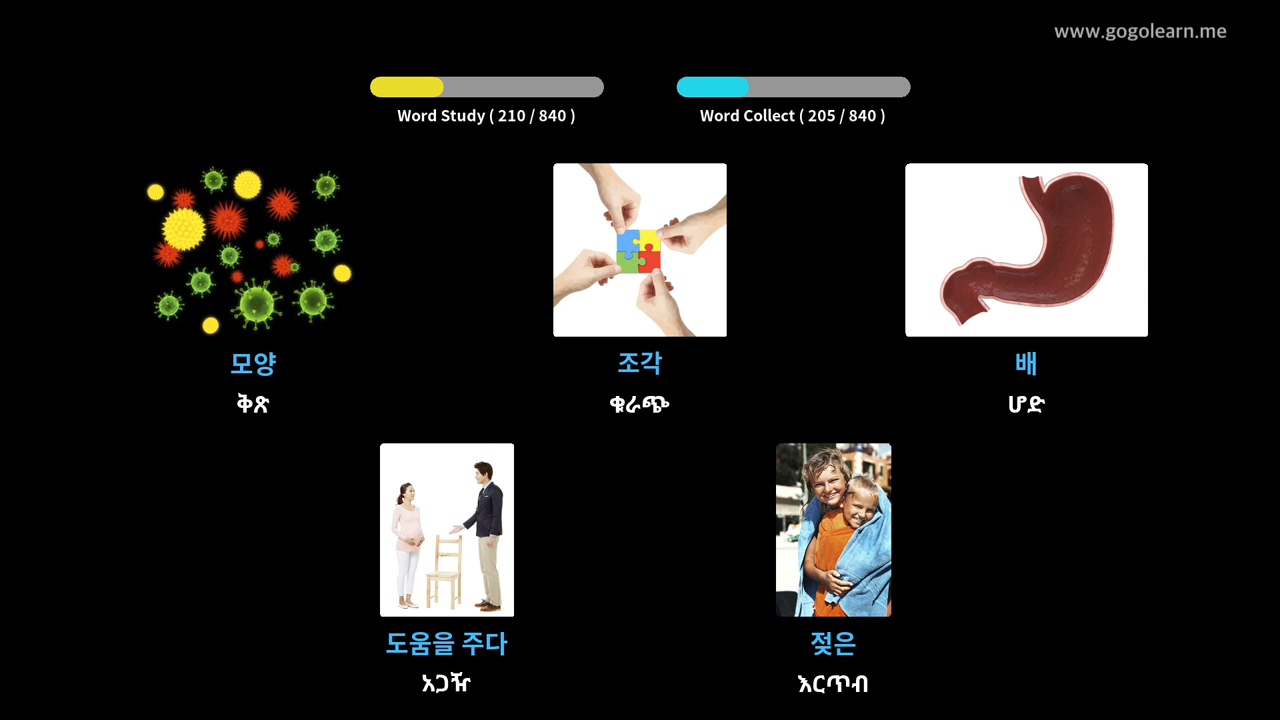 www.gogolearn.me
Word Study ( 210 / 840 )
Word Collect ( 205 / 840 )
모양
조각
배
ቅጽ
ቁራጭ
ሆድ
도움을 주다
젖은
አጋዥ
እርጥብ